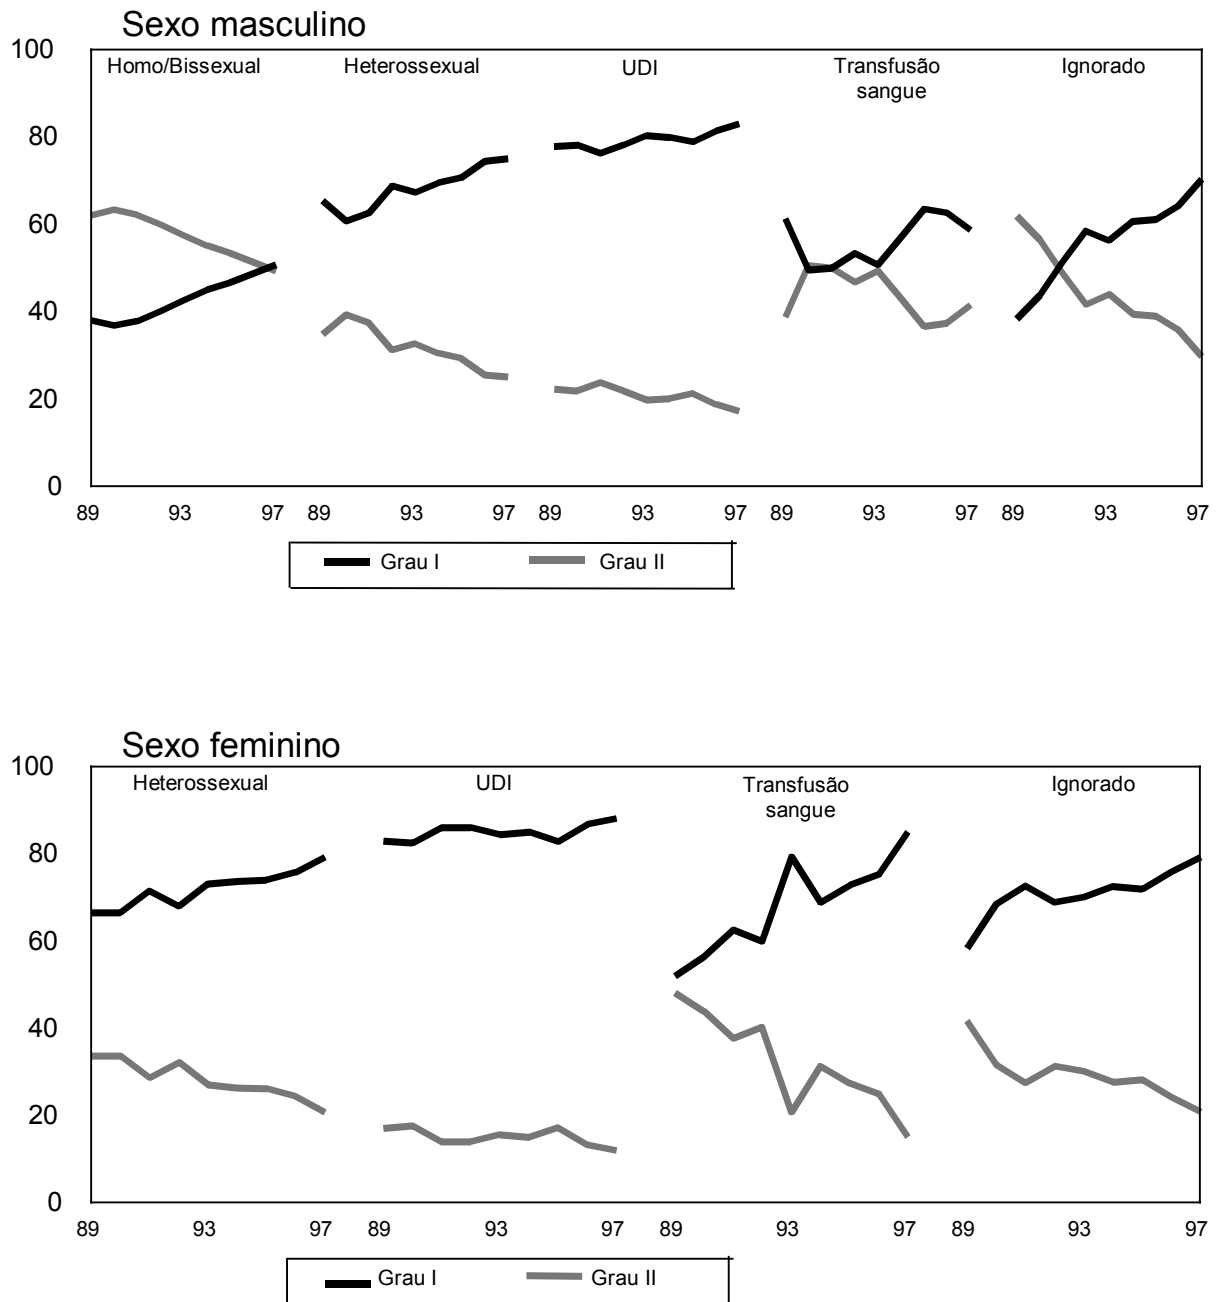 Sexo masculino
100
Homo/Bissexual Heterossexual UDI Transfusão sangue Ignorado
80
60
40
20
0
89 93 97 89 93 97 89 93 97 89 93 97 89 93 97
Grau I Grau II
Sexo feminino
100
Heterossexual UDI Transfusão sangue Ignorado
80
60
40
20
0
89 93 97 89 93 97 89 93 97 89 93 97
Grau I Grau II